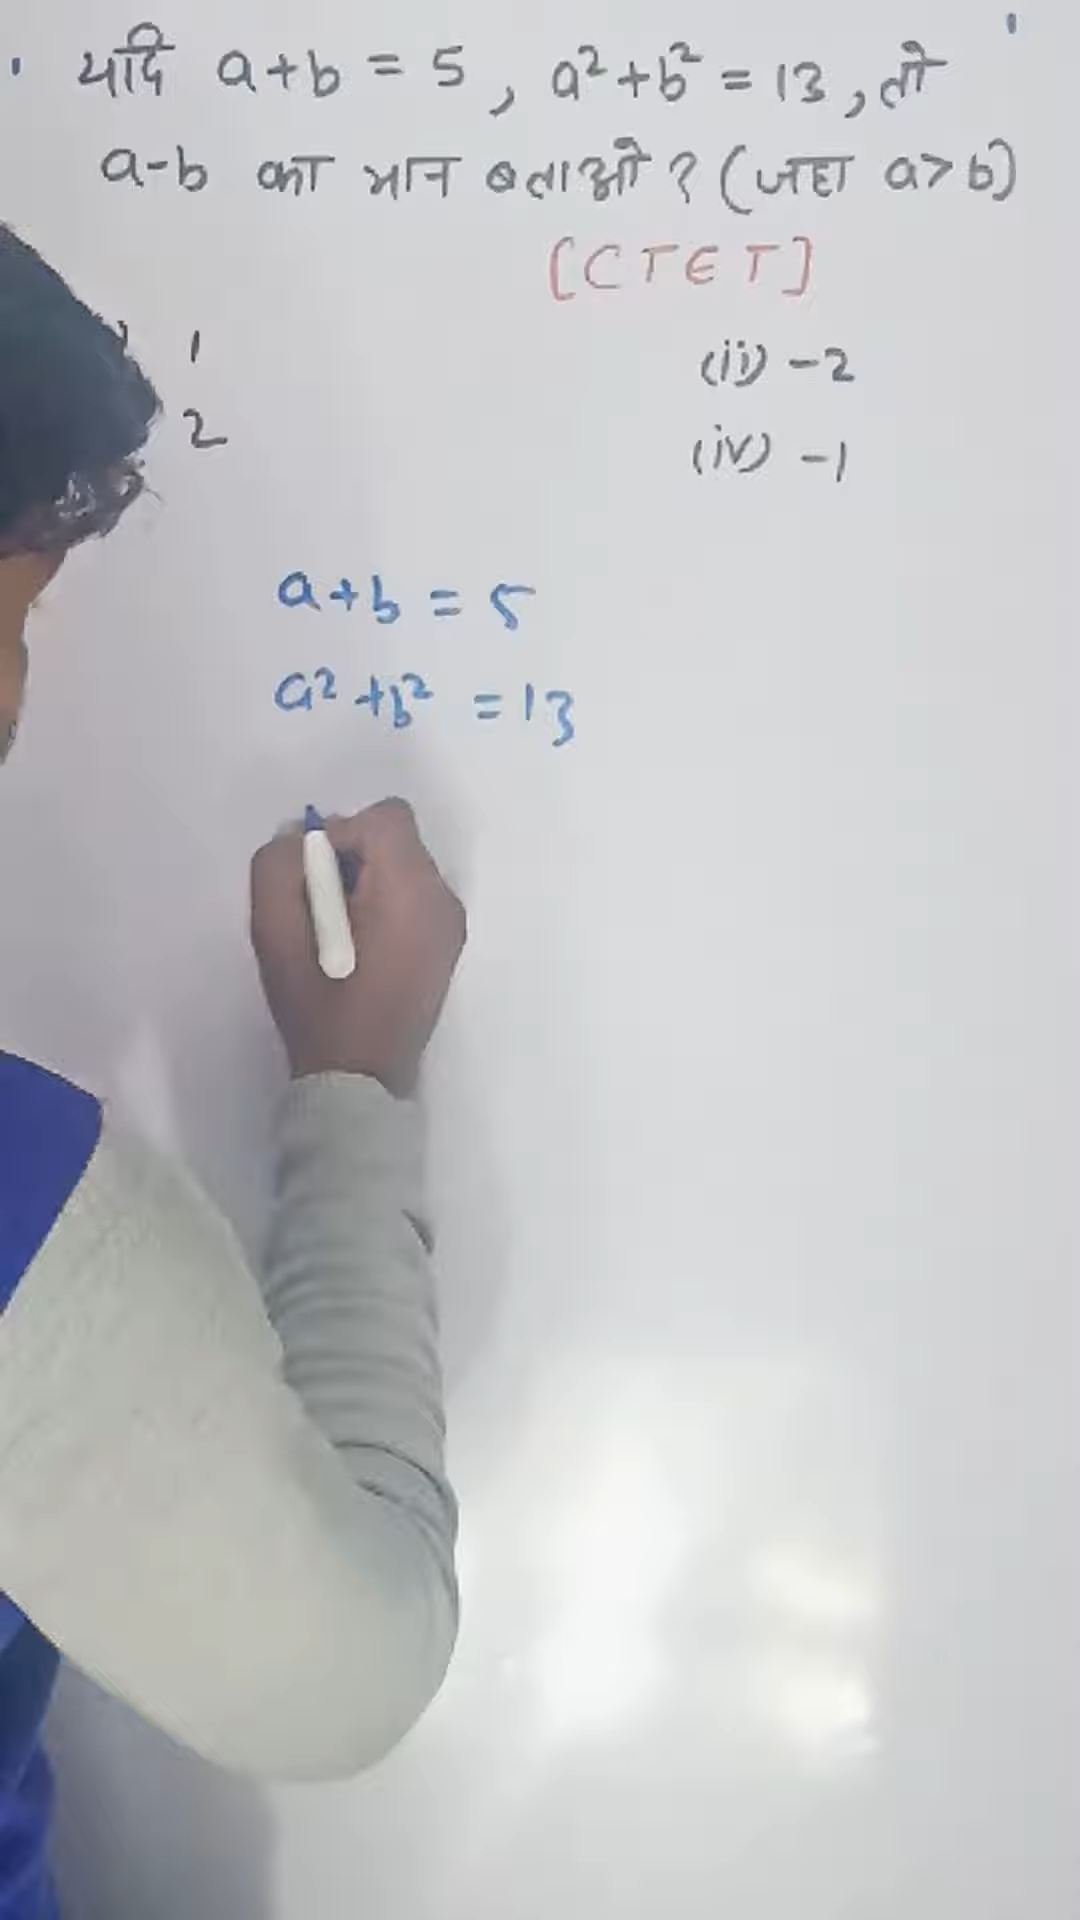 यदि a+b = 5, a²+b² = 13, तो
a-b का मान बताओ? (जहा a>b)
[CTET]
1
(ii) -2
2
(iv) -1
a+b = 5
a²+b² = 13